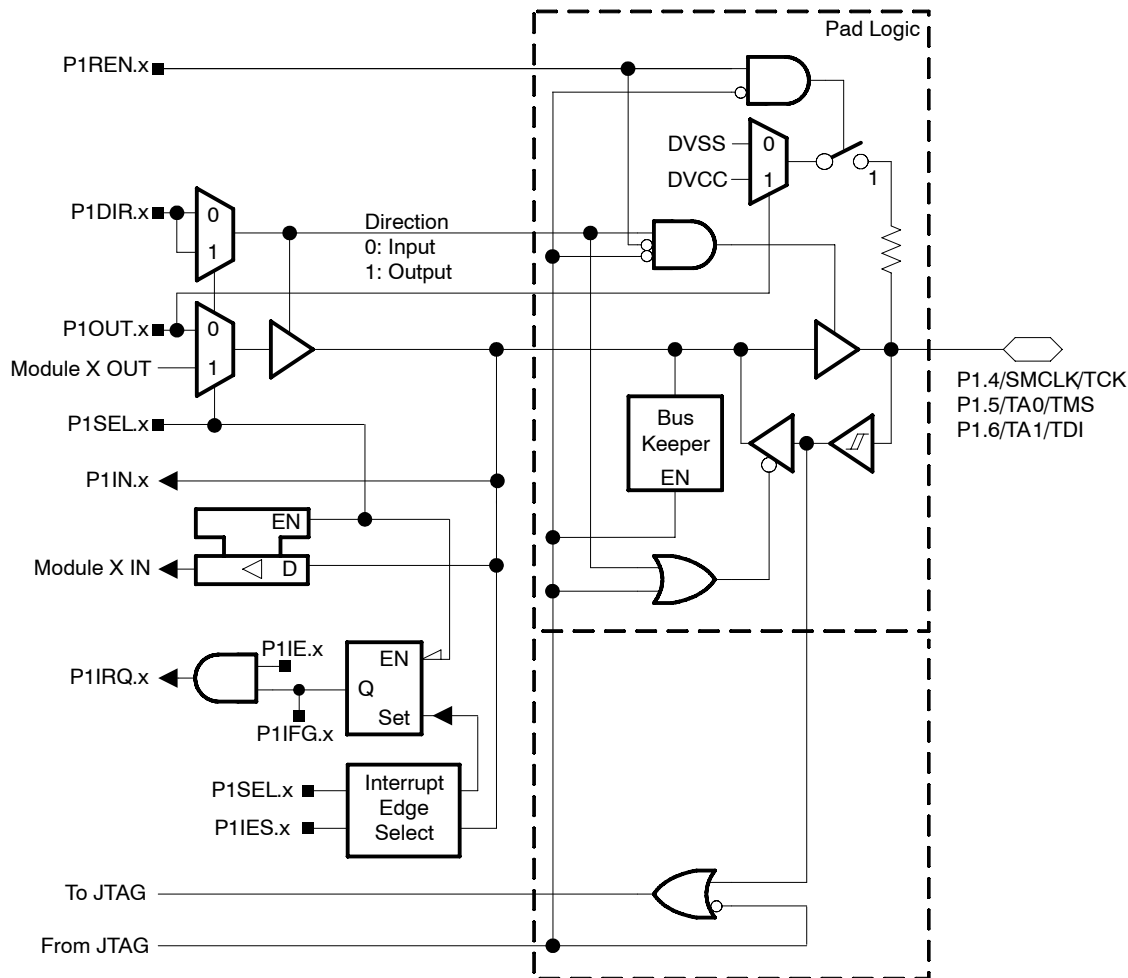 Pad Logic
P1REN.x
DVSS
0
DVCC
1
1
P1DIR.x
0
1
Direction
0: Input
1: Output
P1OUT.x
0
Module X OUT
1
P1SEL.x
P1.4/SMCLK/TCK
P1.5/TA0/TMS
P1.6/TA1/TDI
Bus
Keeper
EN
P1IN.x
EN
Module X IN
D
P1IE.x
P1IRQ.x
EN
Q
Set
P1IFG.x
P1SEL.x
P1IES.x
Interrupt
Edge
Select
To JTAG
From JTAG